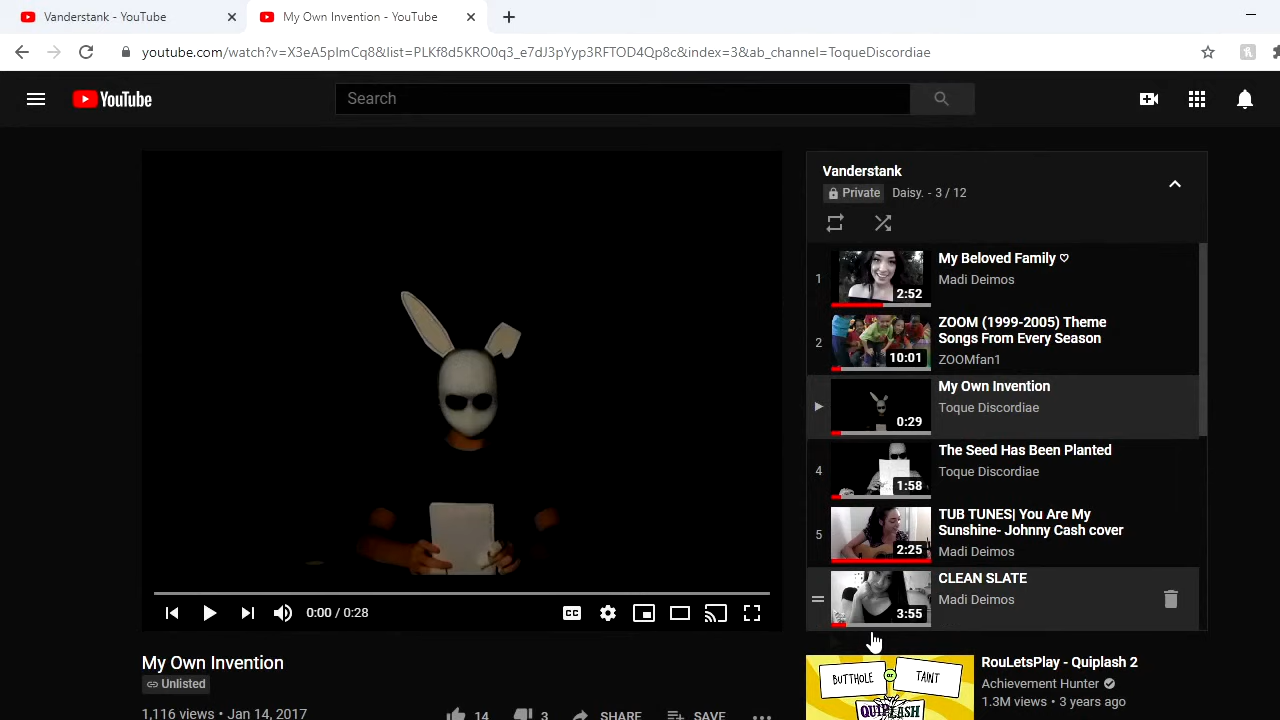 Vanderstank - YouTube
My Own Invention - YouTube
youtube.com/watch?v=X3eA5pImCq8&list=PLKf8d5KRO0q3_e7dJ3pYyp3RFTOD4Qp8c&index=3&ab_channel=ToqueDiscordiae
YouTube
Search
Vanderstank
Private Daisy. - 3 / 12
1
2:52
My Beloved Family ♡
Madi Deimos
2
10:01
ZOOM (1999-2005) Theme
Songs From Every Season
ZOOMfan1
0:29
My Own Invention
Toque Discordiae
4
1:58
The Seed Has Been Planted
Toque Discordiae
5
2:25
TUB TUNES| You Are My
Sunshine- Johnny Cash cover
Madi Deimos
3:55
CLEAN SLATE
Madi Deimos
0:00 / 0:28
CC
My Own Invention
Unlisted
1,116 views • Jan 14, 2017
14 3 SHARE SAVE
BUTTHOLE or TAINT
QUIPLASH
RouLetsPlay - Quiplash 2
Achievement Hunter
1.3M views • 3 years ago